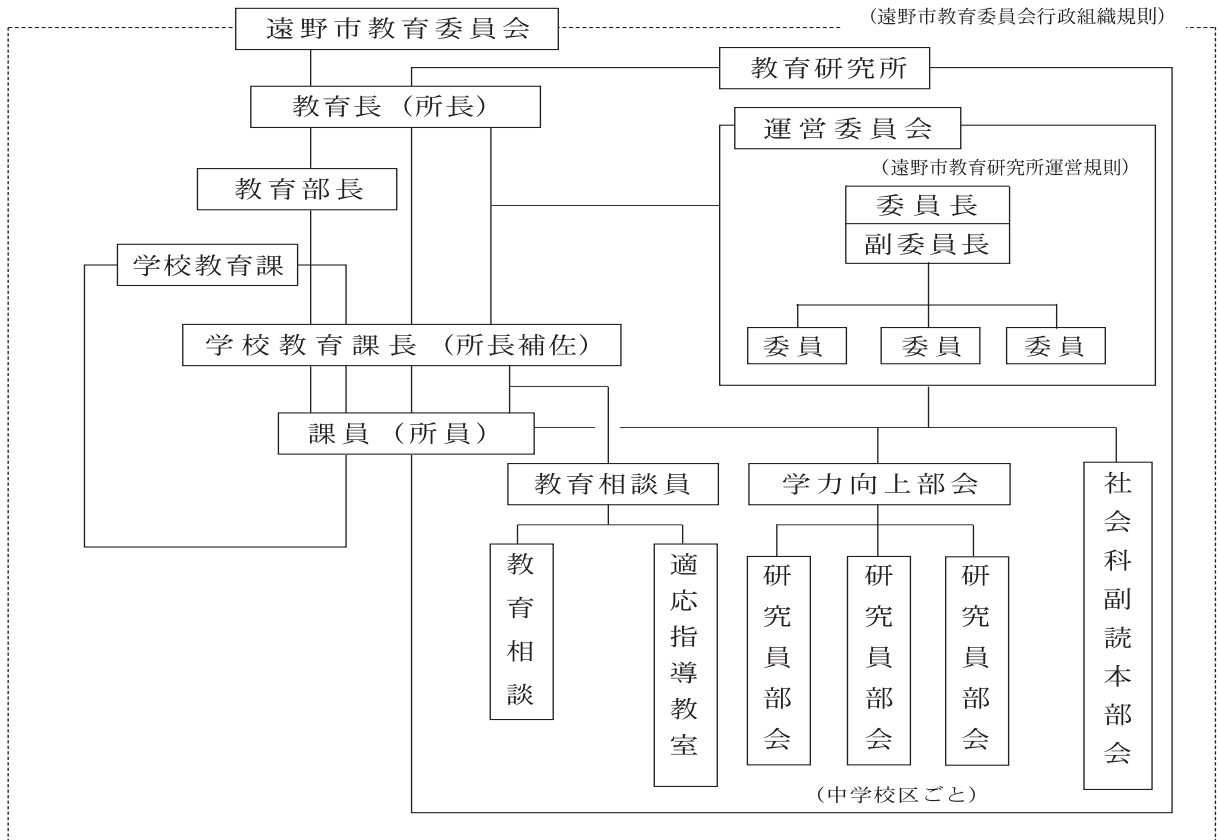 （遠野市教育委員会行政組織規則）
遠野市教育委員会
教育研究所
教育長（所長）
運営委員会
（遠野市教育研究所運営規則）
教育部長
委員長
副委員長
学校教育課
学校教育課長（所長補佐）
委員
委員
委員
課員（所員）
教育相談員
学力向上部会
社会科副読本部会
教育相談
適応指導教室
研究員部会
研究員部会
研究員部会
（中学校区ごと）